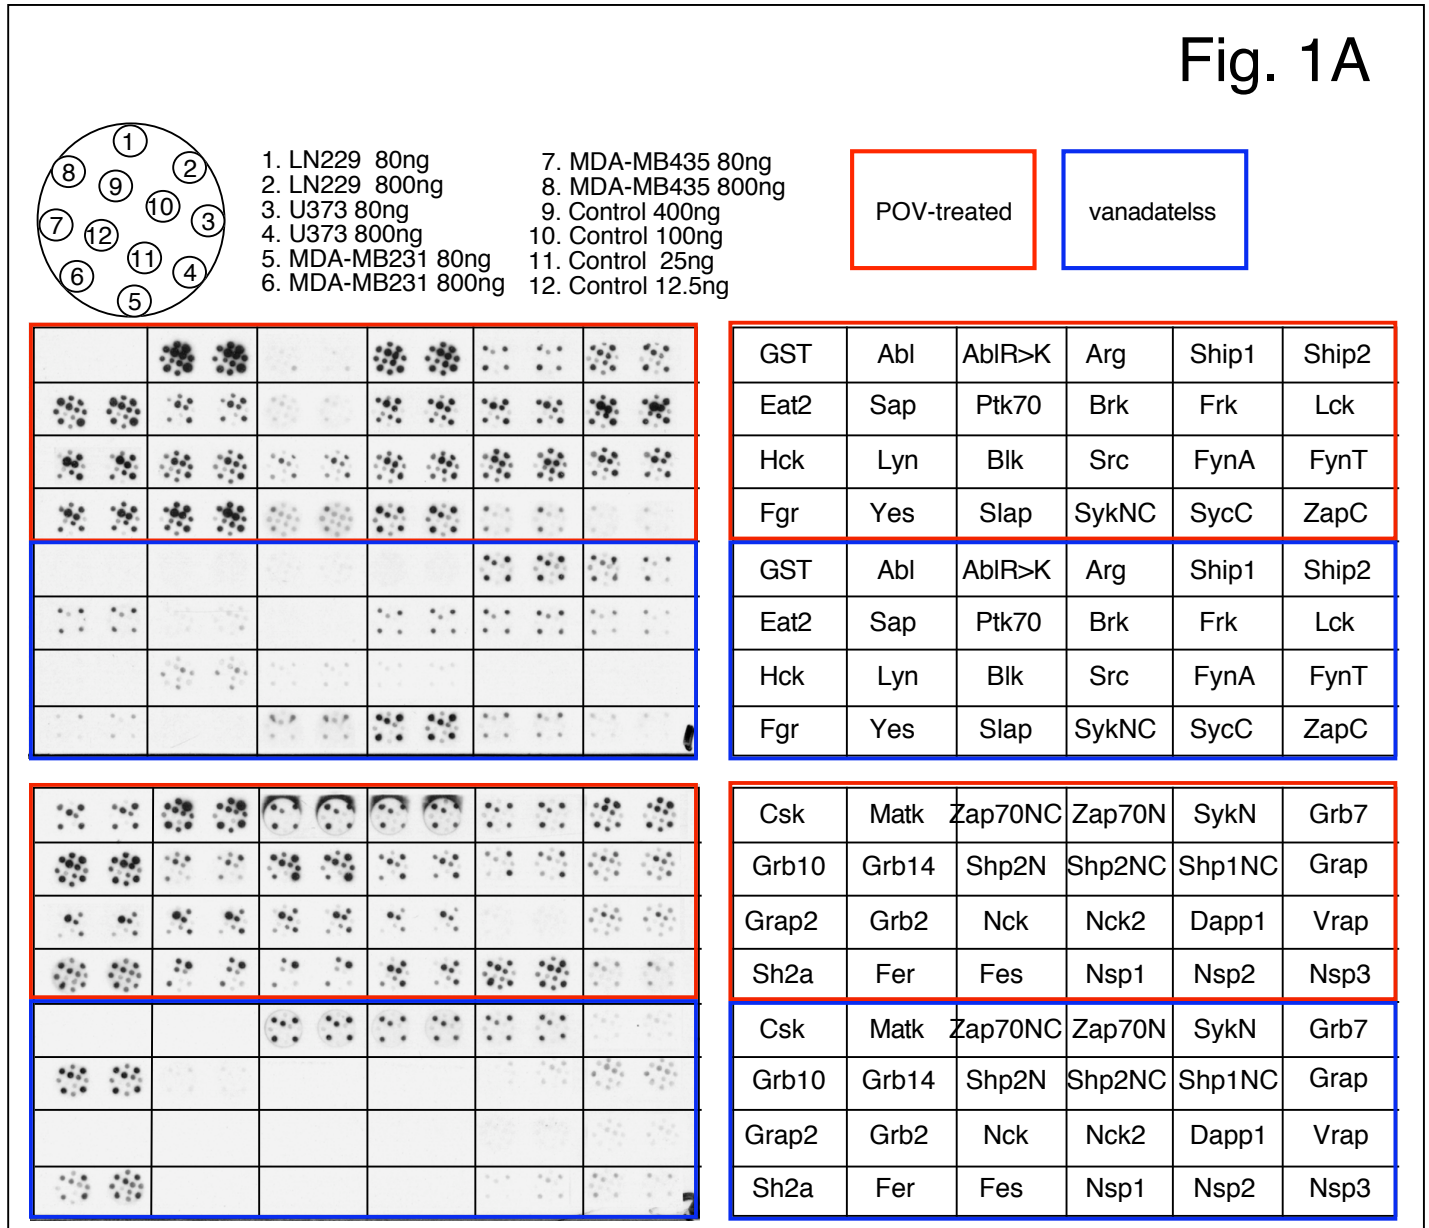 Fig. 1A
1
2
3
4
5
6
7
8
9
10
11
12
1. LN229 80ng
2. LN229 800ng
3. U373 80ng
4. U373 800ng
5. MDA-MB231 80ng
6. MDA-MB231 800ng
7. MDA-MB435 80ng
8. MDA-MB435 800ng
9. Control 400ng
10. Control 100ng
11. Control 25ng
12. Control 12.5ng
POV-treated
vanadatelss
GST Abl AblR>K Arg Ship1 Ship2
Eat2 Sap Ptk70 Brk Frk Lck
Hck Lyn Blk Src FynA FynT
Fgr Yes Slap SykNC SycC ZapC
GST Abl AblR>K Arg Ship1 Ship2
Eat2 Sap Ptk70 Brk Frk Lck
Hck Lyn Blk Src FynA FynT
Fgr Yes Slap SykNC SycC ZapC
Csk Matk Zap70NC Zap70N SykN Grb7
Grb10 Grb14 Shp2N Shp2NC Shp1NC Grap
Grap2 Grb2 Nck Nck2 Dapp1 Vrap
Sh2a Fer Fes Nsp1 Nsp2 Nsp3
Csk Matk Zap70NC Zap70N SykN Grb7
Grb10 Grb14 Shp2N Shp2NC Shp1NC Grap
Grap2 Grb2 Nck Nck2 Dapp1 Vrap
Sh2a Fer Fes Nsp1 Nsp2 Nsp3